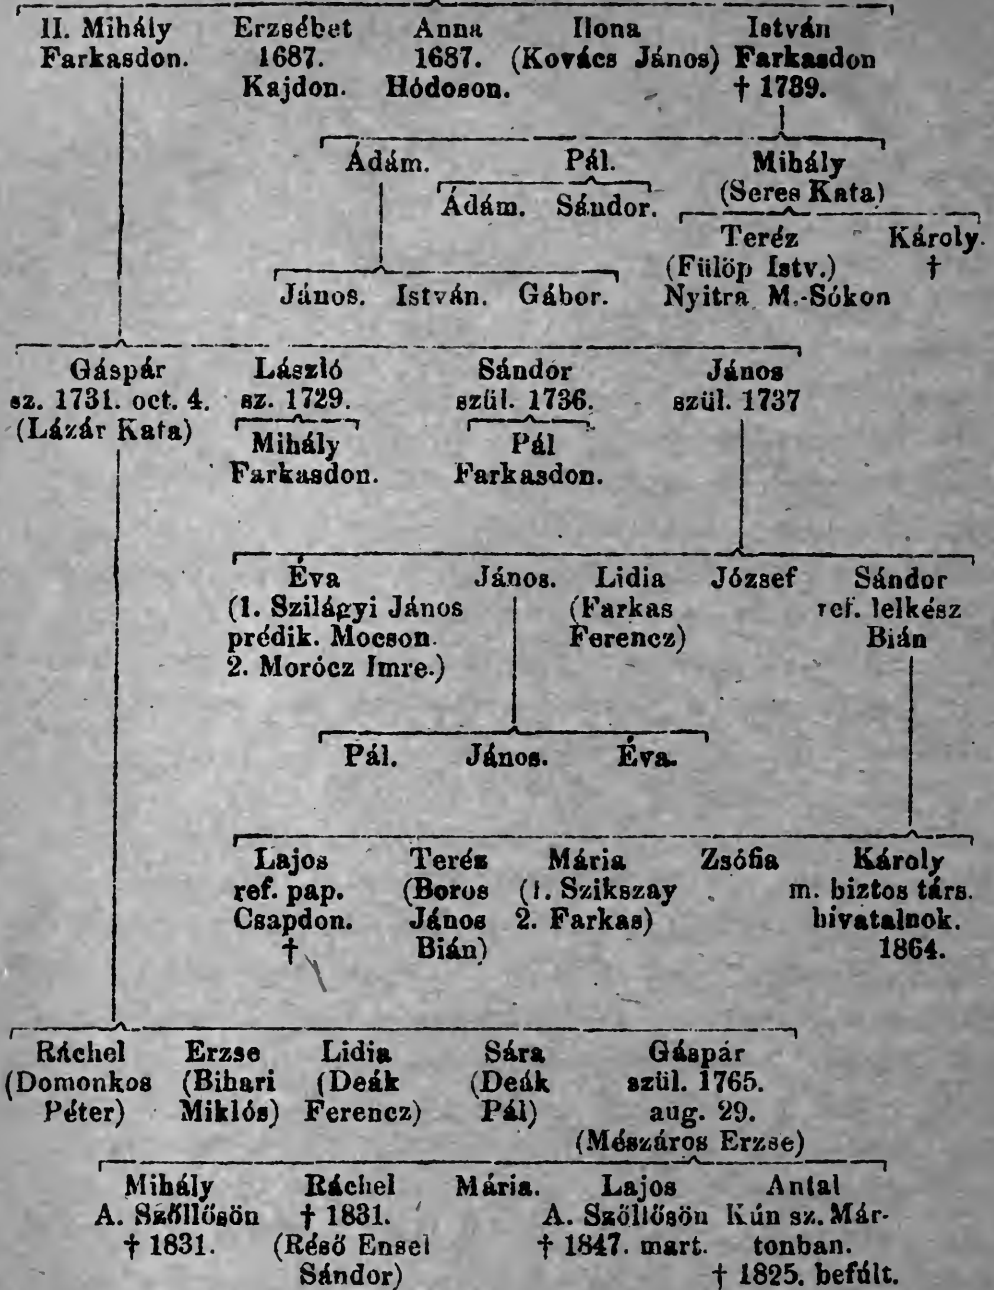 II. Mihály Erzsébet Anna Ilona István
Farkasdon. 1687. 1687. (Kovács János) Farkasdon
Kajdon. Hódoson. † 1789.
Ádám. Pál. Mihály
Ádám. Sándor. (Seres Kata)
Teréz Károly.
(Fülöp Istv.) †
János. István. Gábor. Nyitra M.-Sókon
Gáspár László Sándor János
sz. 1731. oct. 4. sz. 1729. szül. 1736. szül. 1737
(Lázár Kata) Mihály Pál
Farkasdon. Farkasdon.
Éva János. Lidia József Sándor
(1. Szilágyi János (Farkas ref. lelkész
prédik. Mocson. Ferencz) Bián
2. Morócz Imre.)
Pál. János. Éva.
Lajos Teréz Mária Zsófia Károly
ref. pap. (Boros (1. Szikszay m. biztos társ.
Csapdon. János 2. Farkas) hivatalnok.
† Bián) 1864.
Ráchel Erzse Lidia Sára Gáspár
(Domonkos (Bihari (Deák (Deák szül. 1765.
Péter) Miklós) Ferencz) Pál) aug. 29.
(Mészáros Erzse)
Mihály Ráchel Mária. Lajos Antal
A. Szőllősön † 1831. A. Szőllősön Kún sz. Már-
† 1831. (Réső Ensel † 1847. mart. tonban.
Sándor) † 1825. befúlt.